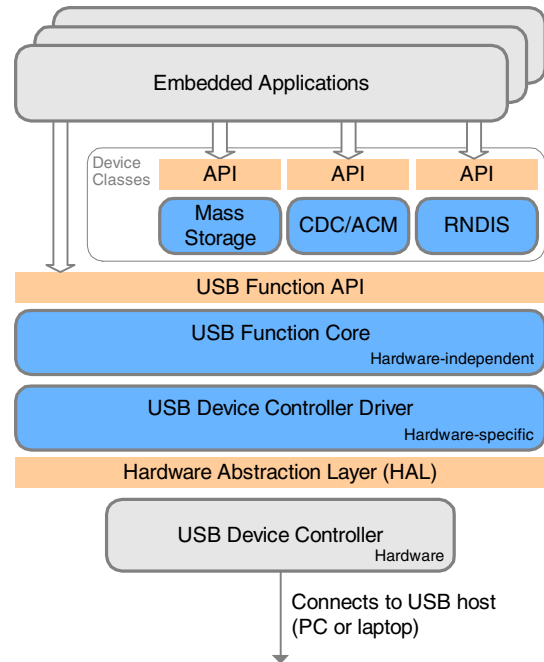 Embedded Applications
Device
Classes
API
API
API
Mass
Storage
CDC/ACM
RNDIS
USB Function API
USB Function Core
Hardware-independent
USB Device Controller Driver
Hardware-specific
Hardware Abstraction Layer (HAL)
USB Device Controller
Hardware
Connects to USB host
(PC or laptop)